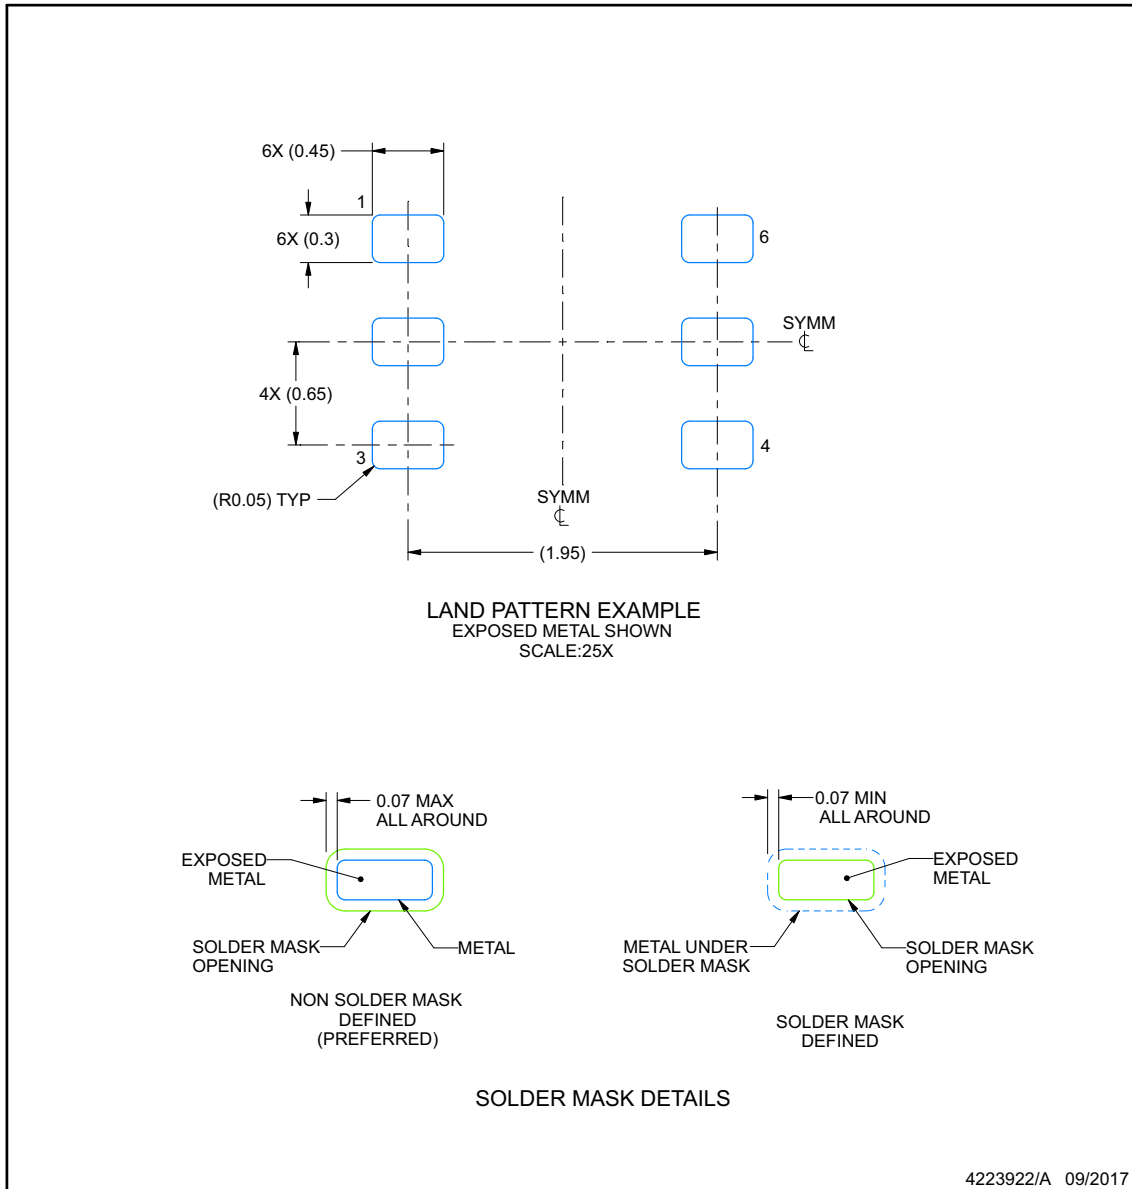 6X (0.45)
1
6X (0.3)
6
SYMM
℄
4X (0.65)
3
4
(R0.05) TYP
SYMM
℄
(1.95)
LAND PATTERN EXAMPLE
EXPOSED METAL SHOWN
SCALE:25X
0.07 MAX
ALL AROUND
EXPOSED
METAL
SOLDER MASK
OPENING
METAL
NON SOLDER MASK
DEFINED
(PREFERRED)
0.07 MIN
ALL AROUND
EXPOSED
METAL
METAL UNDER
SOLDER MASK
SOLDER MASK
OPENING
SOLDER MASK
DEFINED
SOLDER MASK DETAILS
4223922/A 09/2017